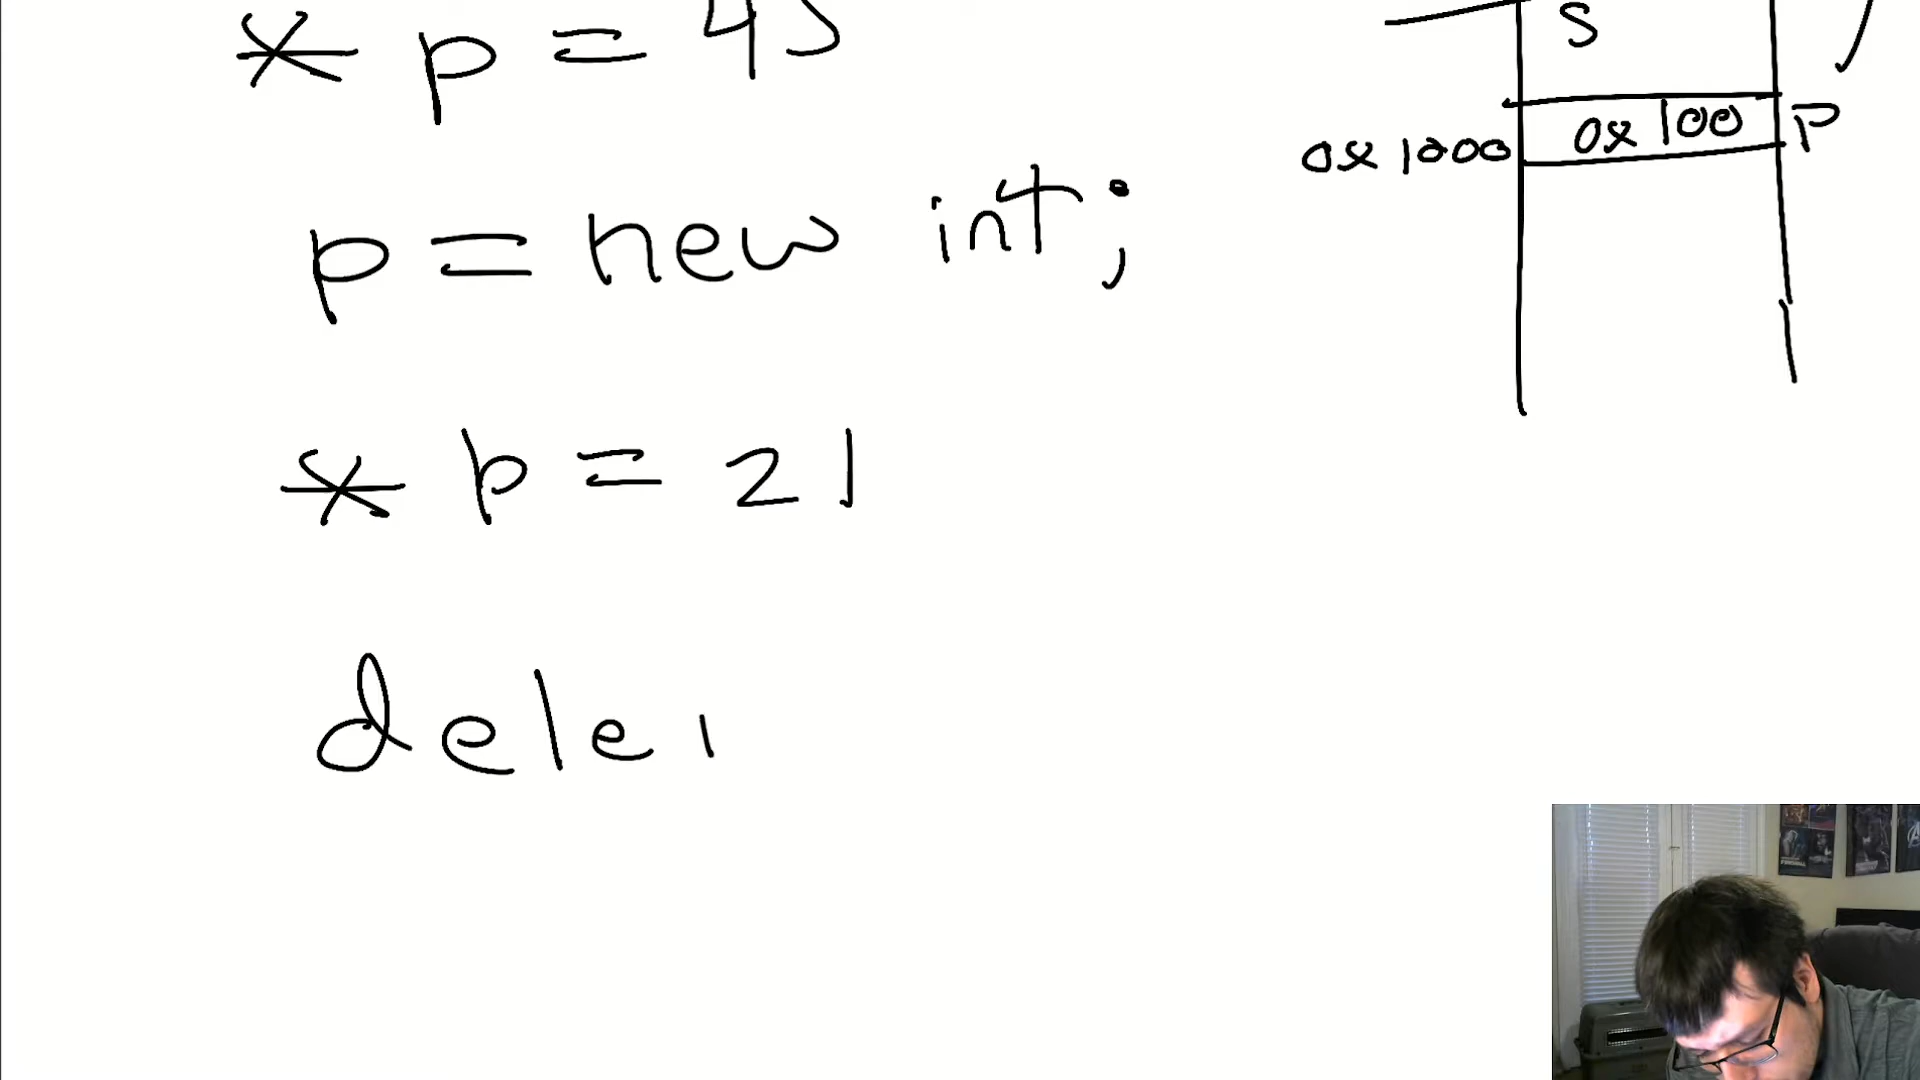 * p = 45
p = new int;
* p = 21
dele
S
0x100 P
0x1000